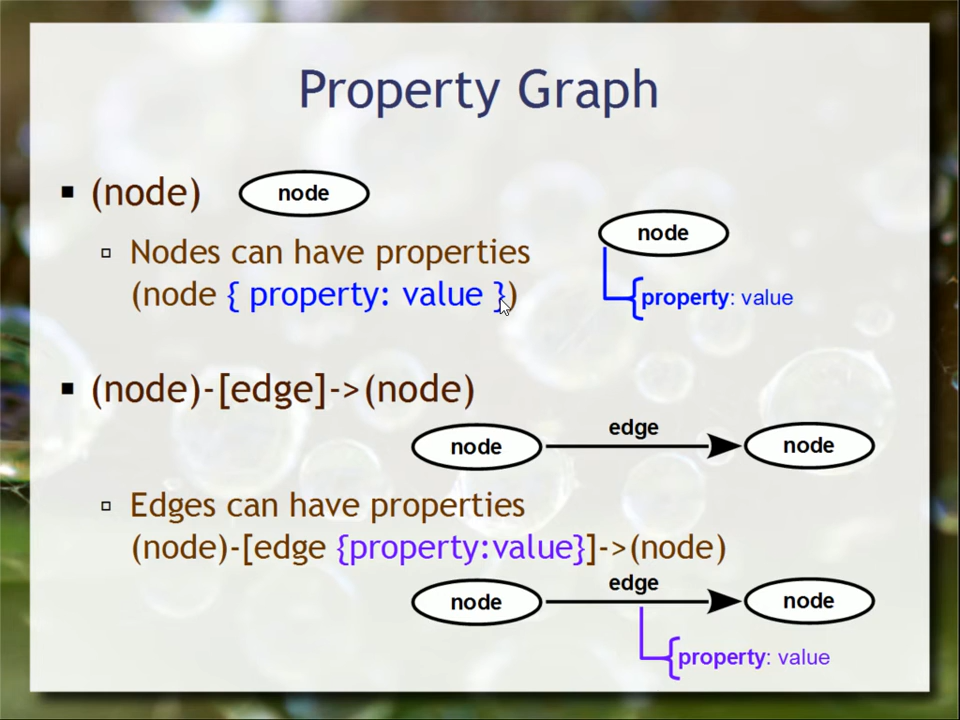 Property Graph
(node)
node
Nodes can have properties
(node { property: value })
node
property: value
(node)-[edge]->(node)
node
edge
node
Edges can have properties
(node)-[edge {property:value}]->(node)
node
edge
node
property: value